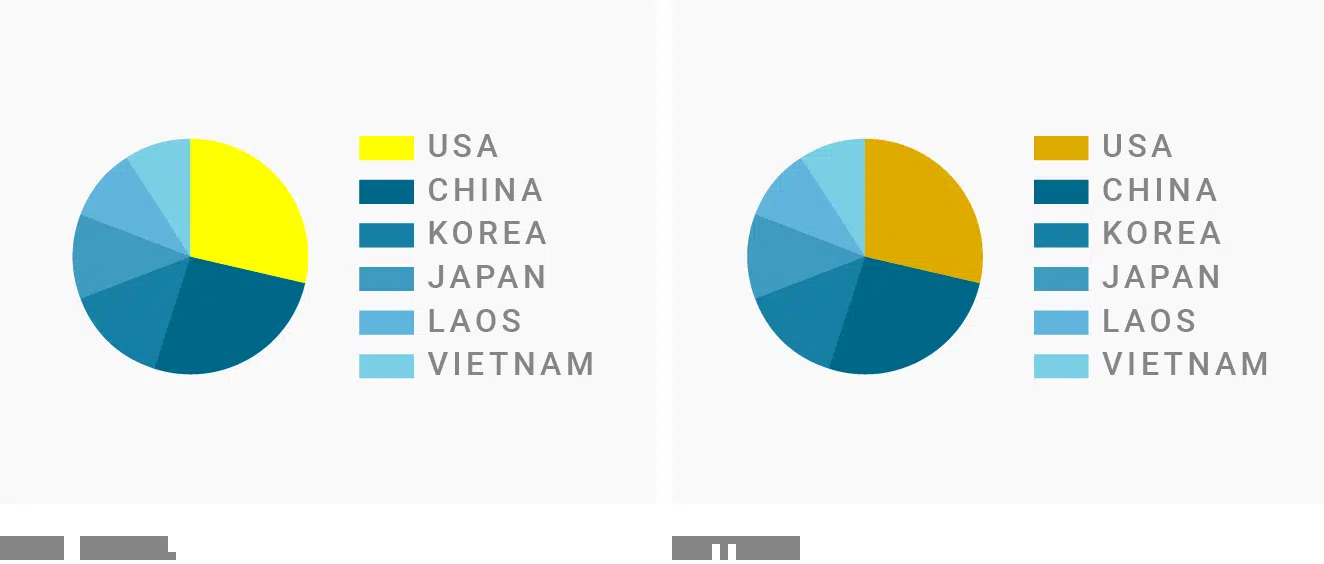 USA
CHINA
KOREA
JAPAN
LAOS
VIETNAM
USA
CHINA
KOREA
JAPAN
LAOS
VIETNAM